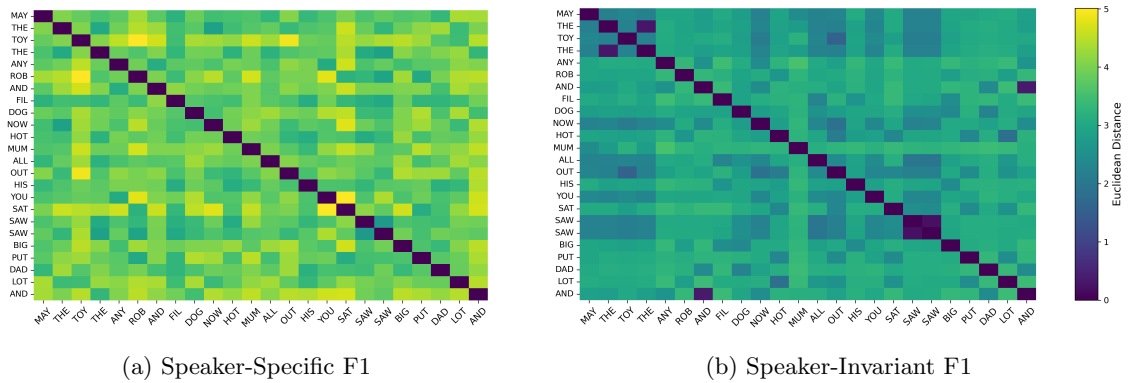 MAY
THE
TOY
THE
ANY
ROB
AND
FIL
DOG
NOW
HOT
MUM
ALL
OUT
HIS
YOU
SAT
SAW
SAW
BIG
PUT
DAD
LOT
AND
MAY THE TOY THE ANY ROB AND FIL DOG NOW HOT MUM ALL OUT HIS YOU SAT SAW SAW BIG PUT DAD LOT AND
(a) Speaker-Specific F1
MAY
THE
TOY
THE
ANY
ROB
AND
FIL
DOG
NOW
HOT
MUM
ALL
OUT
HIS
YOU
SAT
SAW
SAW
BIG
PUT
DAD
LOT
AND
MAY THE TOY THE ANY ROB AND FIL DOG NOW HOT MUM ALL OUT HIS YOU SAT SAW SAW BIG PUT DAD LOT AND
(b) Speaker-Invariant F1
5
4
3
2
1
0
Euclidean Distance